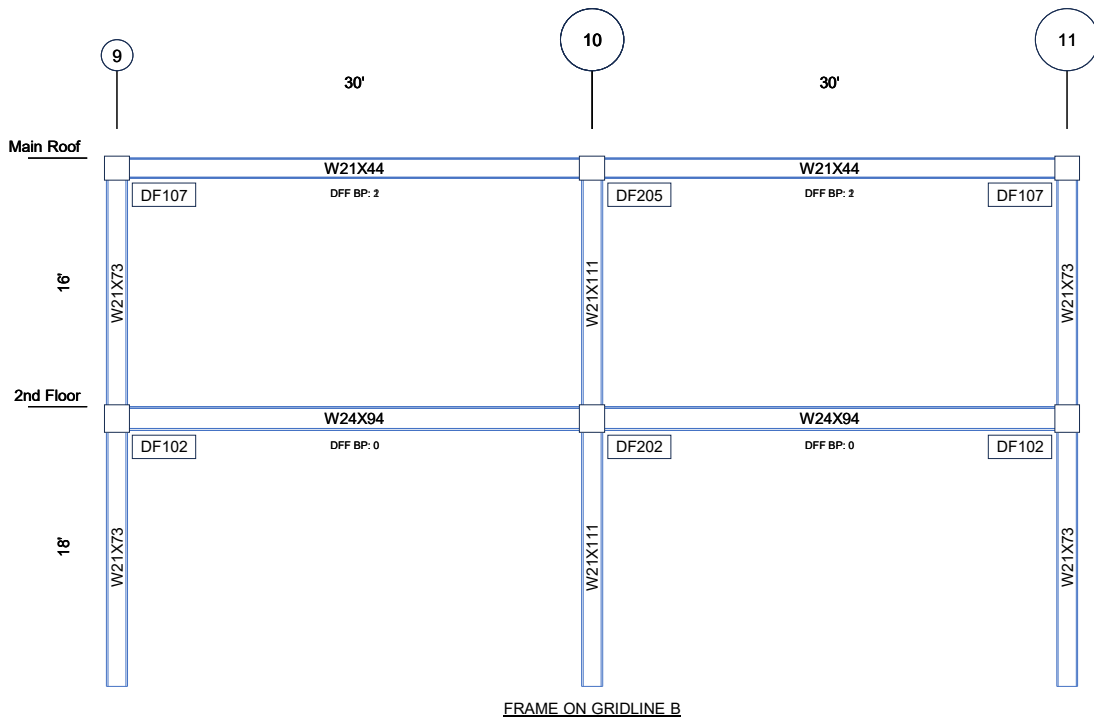 9
10
11
30'
30'
Main Roof
W21X44
W21X44
DF107
DFF BP: 2
DF205
DFF BP: 2
DF107
16'
W21X73
W21X111
W21X73
2nd Floor
W24X94
W24X94
DF102
DFF BP: 0
DF202
DFF BP: 0
DF102
18'
W21X73
W21X111
W21X73
FRAME ON GRIDLINE B